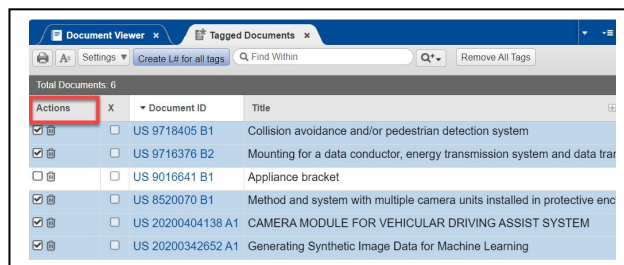 Document Viewer × Tagged Documents ×
Settings Create L# for all tags Find Within Remove All Tags
Total Documents: 6
Actions X Document ID Title
US 9718405 B1 Collision avoidance and/or pedestrian detection system
US 9716376 B2 Mounting for a data conductor, energy transmission system and data tran
US 9016641 B1 Appliance bracket
US 8520070 B1 Method and system with multiple camera units installed in protective enc
US 20200404138 A1 CAMERA MODULE FOR VEHICULAR DRIVING ASSIST SYSTEM
US 20200342652 A1 Generating Synthetic Image Data for Machine Learning